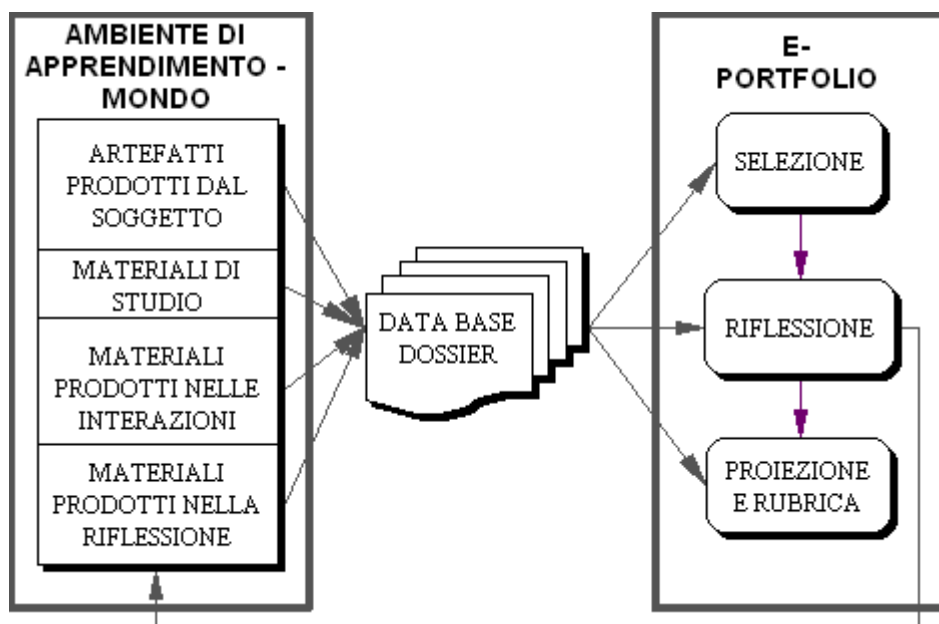 AMBIENTE DI
APPRENDIMENTO -
MONDO
ARTEFATTI
PRODOTTI DAL
SOGGETTO
MATERIALI DI
STUDIO
MATERIALI
PRODOTTI NELLE
INTERAZIONI
MATERIALI
PRODOTTI NELLA
RIFLESSIONE
DATA BASE
DOSSIER
E-
PORTFOLIO
SELEZIONE
RIFLESSIONE
PROIEZIONE
E RUBRICA